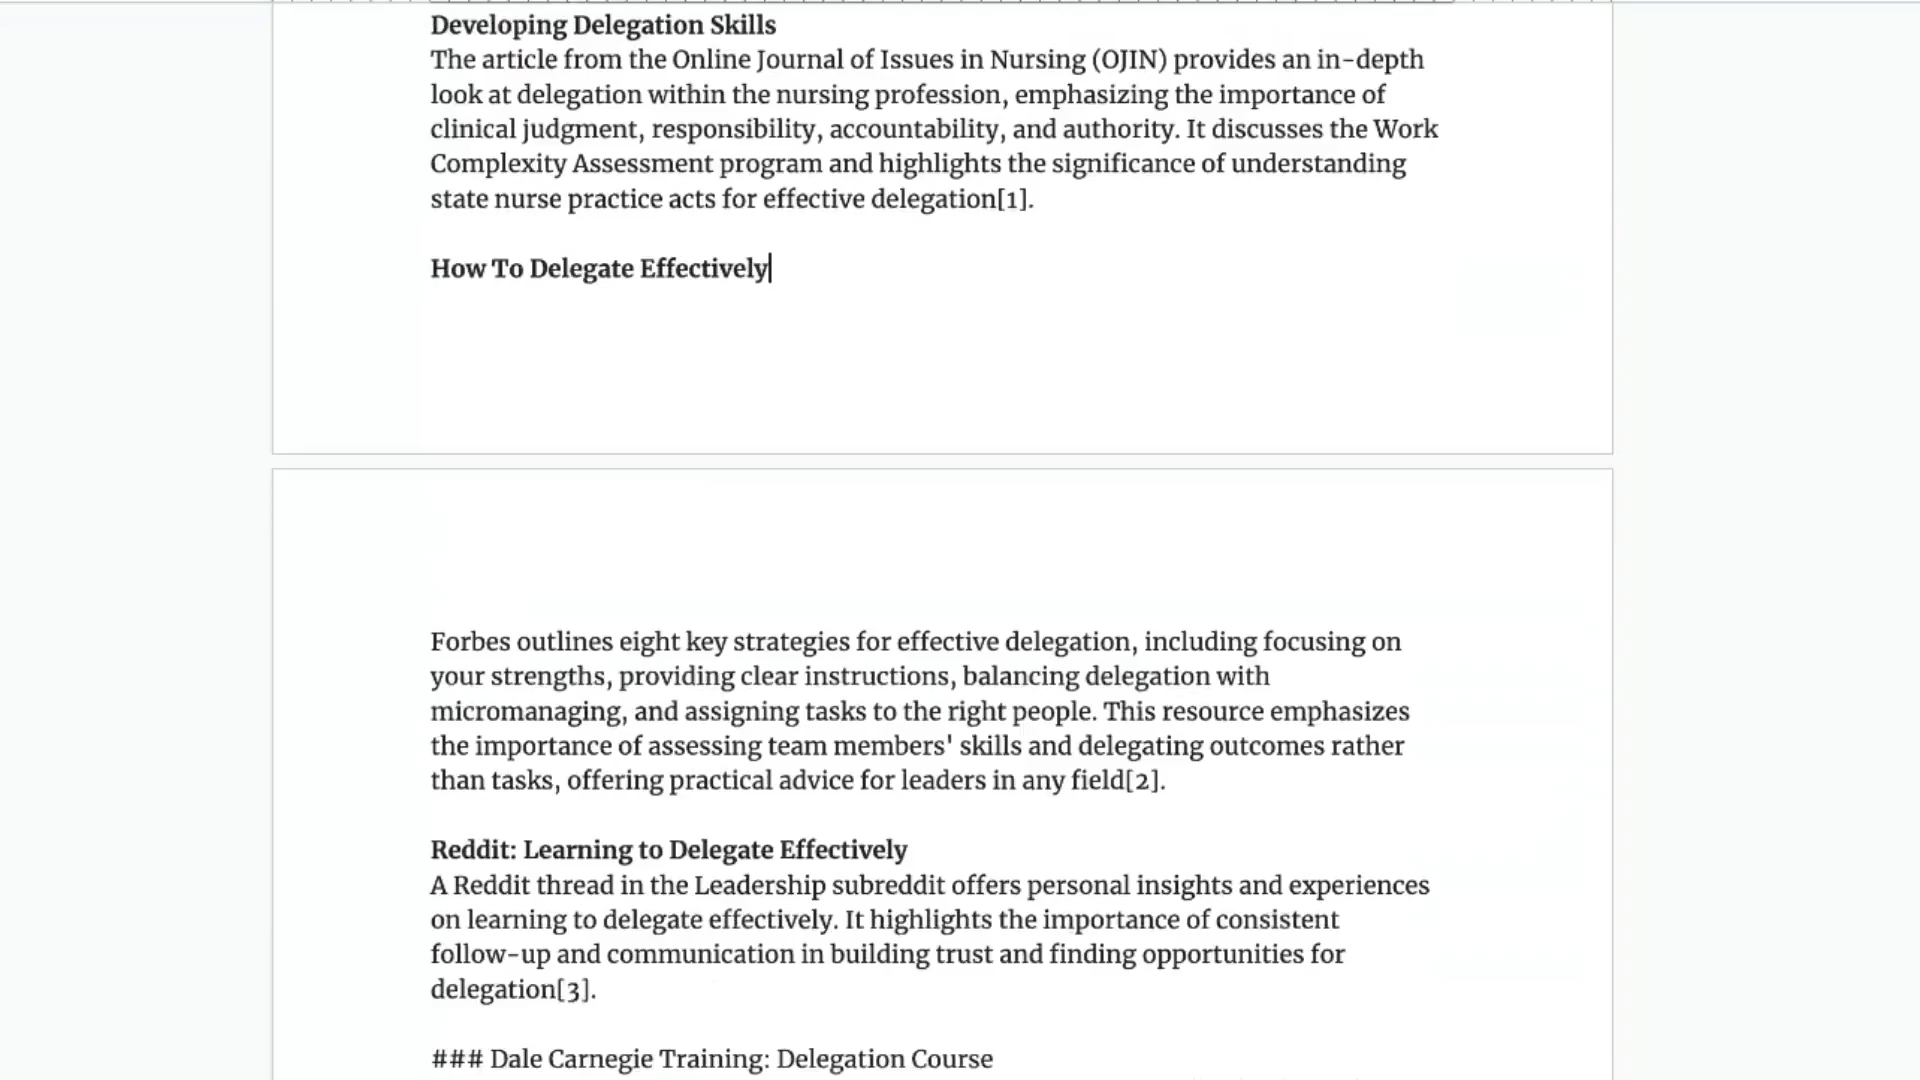 Developing Delegation Skills
The article from the Online Journal of Issues in Nursing (OJIN) provides an in-depth
look at delegation within the nursing profession, emphasizing the importance of
clinical judgment, responsibility, accountability, and authority. It discusses the Work
Complexity Assessment program and highlights the significance of understanding
state nurse practice acts for effective delegation[1].
How To Delegate Effectively
Forbes outlines eight key strategies for effective delegation, including focusing on
your strengths, providing clear instructions, balancing delegation with
micromanaging, and assigning tasks to the right people. This resource emphasizes
the importance of assessing team members' skills and delegating outcomes rather
than tasks, offering practical advice for leaders in any field[2].
Reddit: Learning to Delegate Effectively
A Reddit thread in the Leadership subreddit offers personal insights and experiences
on learning to delegate effectively. It highlights the importance of consistent
follow-up and communication in building trust and finding opportunities for
delegation[3].
### Dale Carnegie Training: Delegation Course